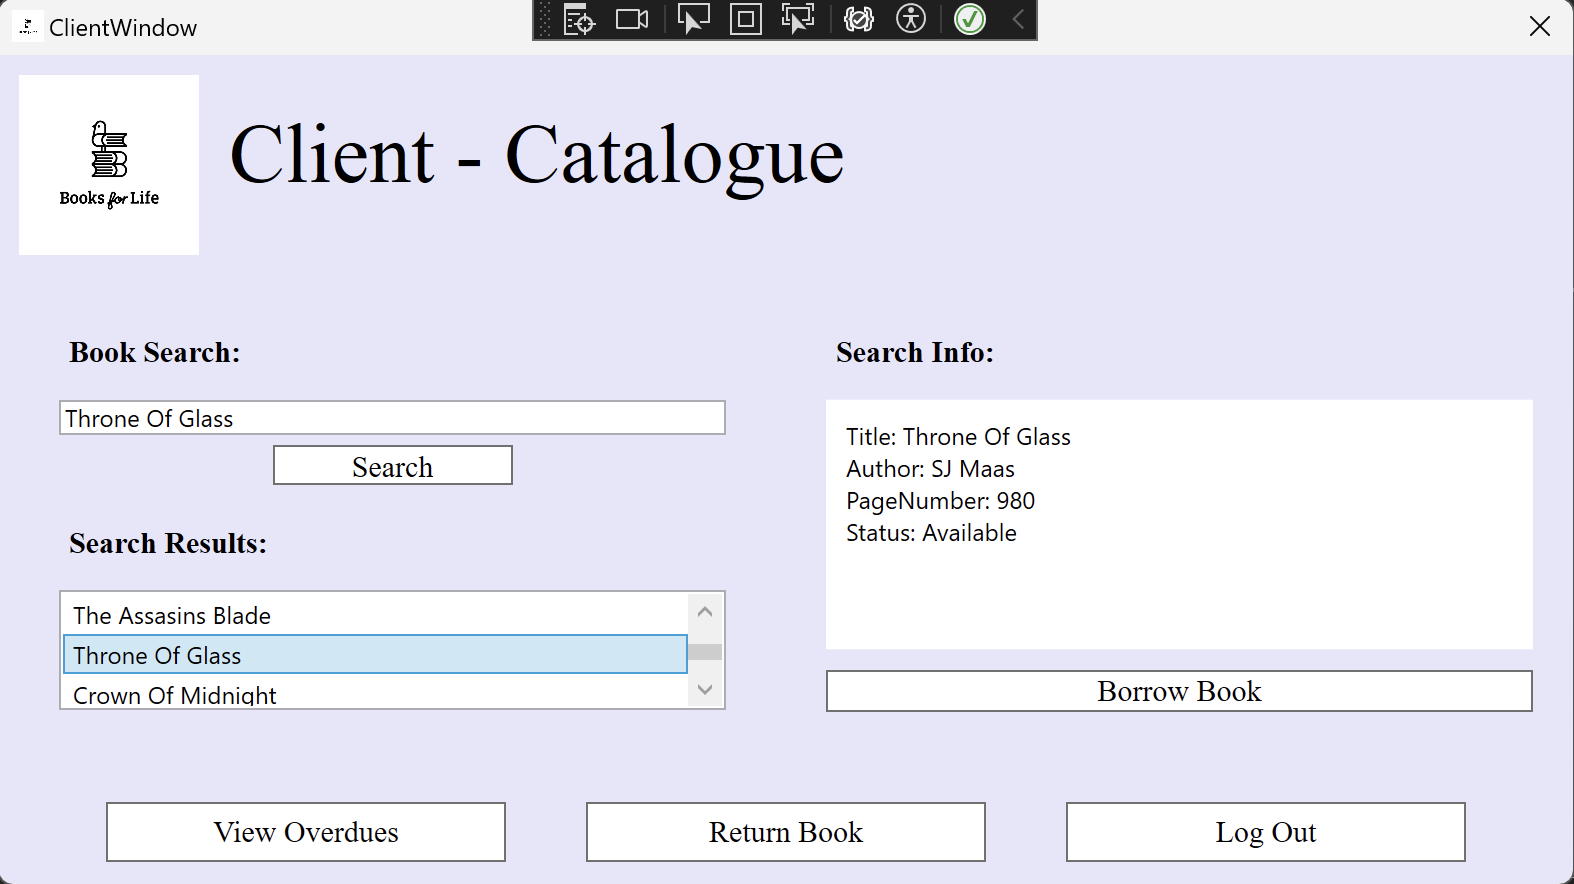 ClientWindow
Books for Life
Client - Catalogue
Book Search:
Throne Of Glass
Search
Search Results:
The Assasins Blade
Throne Of Glass
Crown Of Midnight
Search Info:
Title: Throne Of Glass
Author: SJ Maas
PageNumber: 980
Status: Available
Borrow Book
View Overdues
Return Book
Log Out